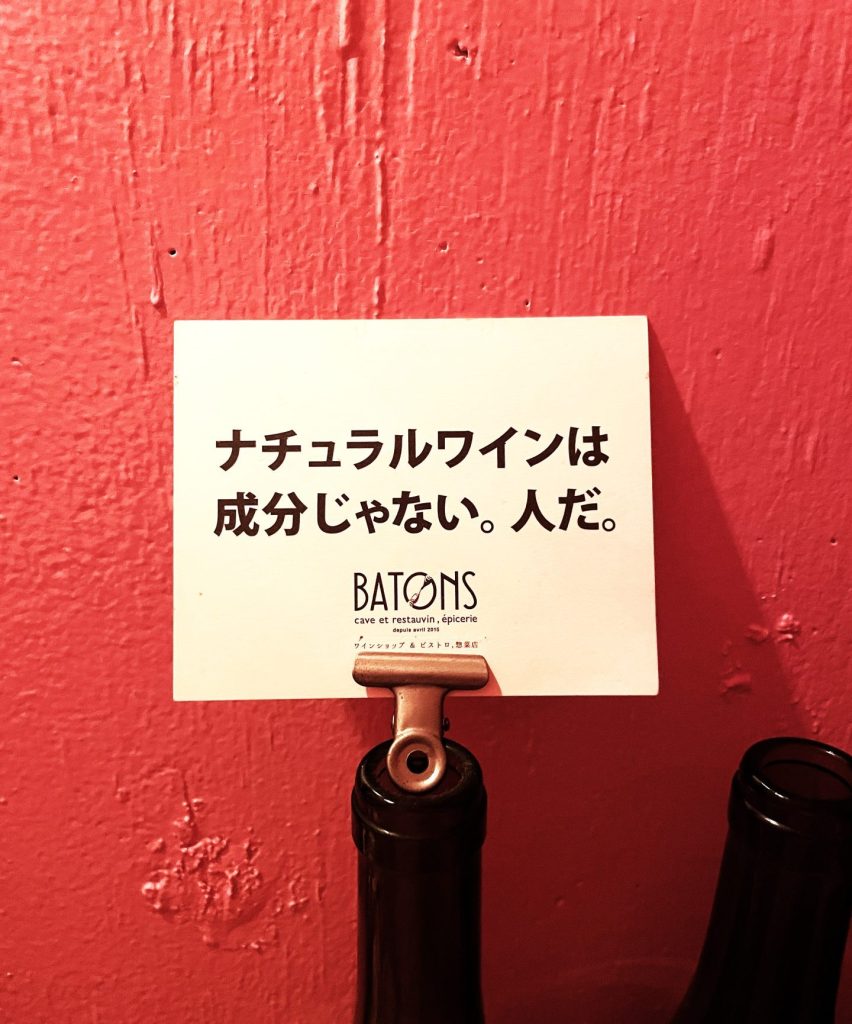 ナチュラルワインは
成分じゃない。人だ。
BATONS
cave et restauvin, épicerie
depuis avril 2015
ワインショップ & ビストロ, 惣菜店